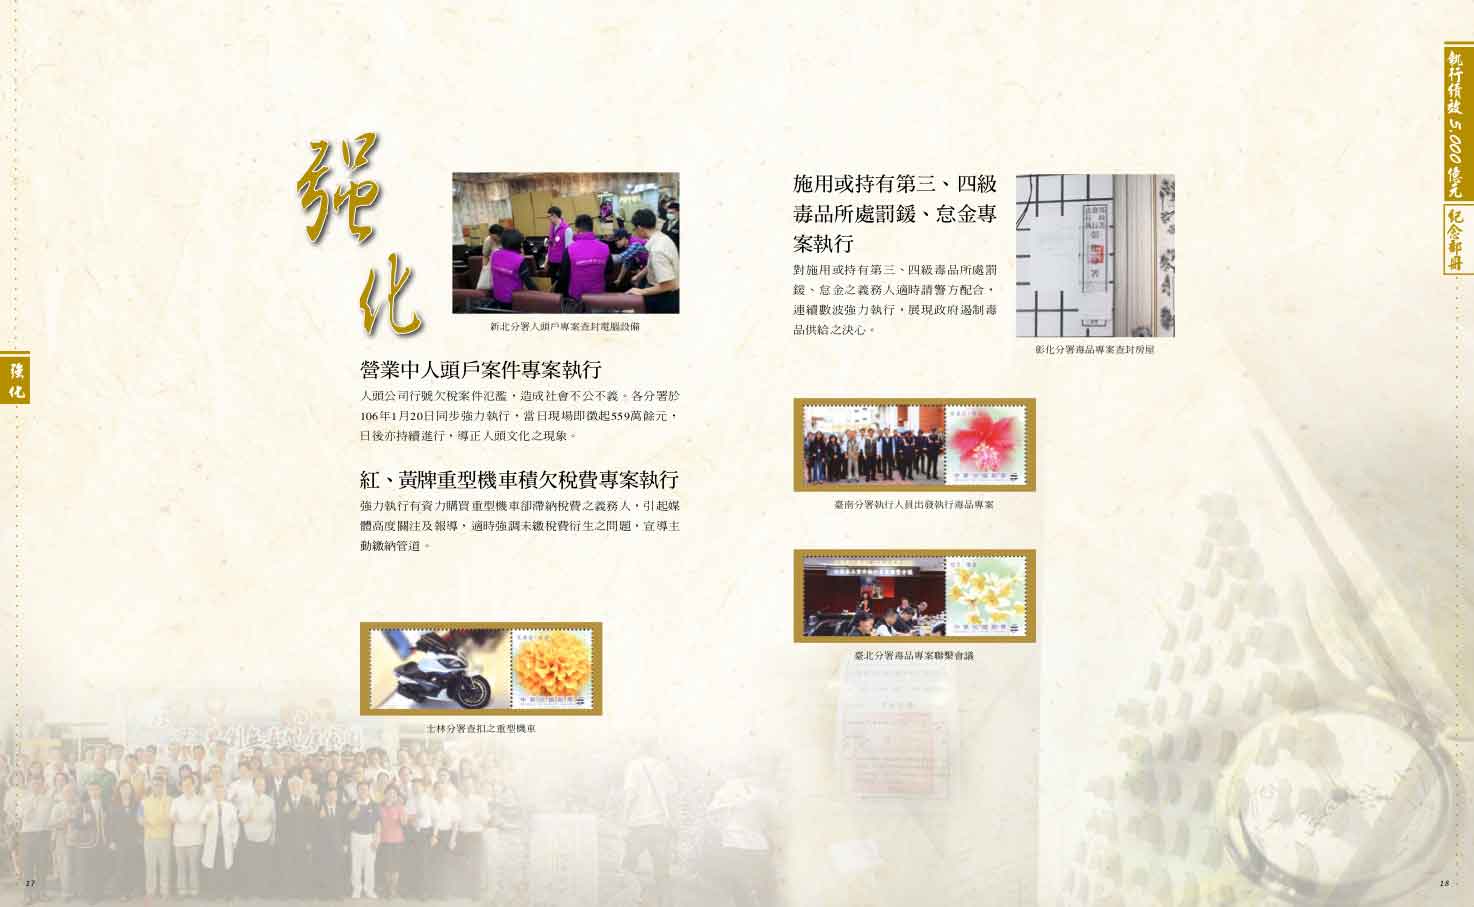 強化
新北分署人頭戶專案查封電腦設備
營業中人頭戶案件專案執行
人頭公司行號欠稅案件氾濫，造成社會不公不義。各分署於
106年1月20日同步強力執行，當日現場即徵起559萬餘元，
日後亦持續進行，導正人頭文化之現象。
紅、黃牌重型機車積欠稅費專案執行
強力執行有資力購買重型機車卻滯納稅費之義務人，引起媒
體高度關注及報導，適時強調未繳稅費衍生之問題，宣導主
動繳納管道。
士林分署查扣之重型機車
強化
17
施用或持有第三、四級
毒品所處罰鍰、怠金專
案執行
對施用或持有第三、四級毒品所處罰
鍰、怠金之義務人適時請警方配合，
連續數波強力執行，展現政府遏制毒
品供給之決心。
彰化分署毒品專案查封房屋
臺南分署執行人員出發執行毒品專案
臺北分署毒品專案聯繫會議
執行績效5,000億元
紀念郵冊
18